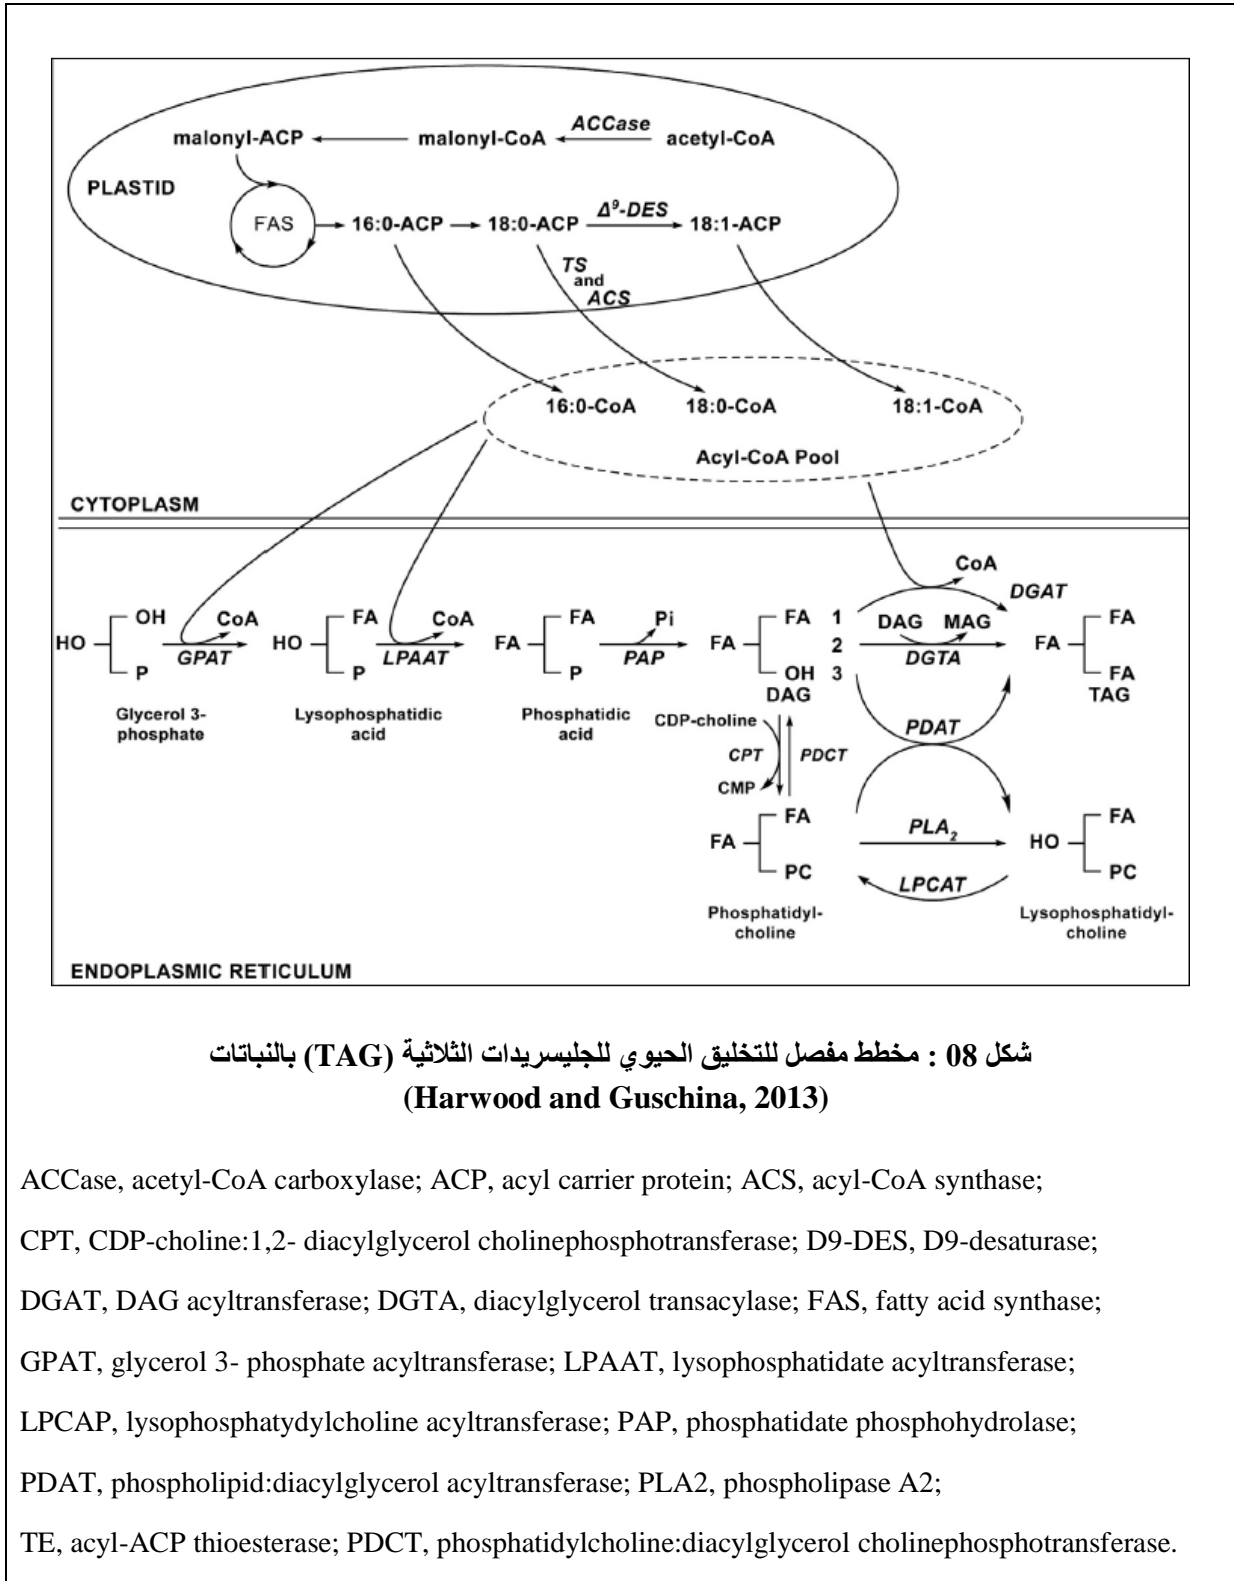 malonyl-ACP malonyl-CoA ACCase acetyl-CoA
PLASTID
FAS 16:0-ACP 18:0-ACP Δ⁹-DES 18:1-ACP
TS
and
ACS
16:0-CoA 18:0-CoA 18:1-CoA
Acyl-CoA Pool
CYTOPLASM
CoA
DGAT
HO OH P CoA GPAT
HO FA P CoA LPAAT
FA FA P Pi PAP
FA FA OH DAG
1
2
3
DAG MAG
DGTA
FA FA FA TAG
Glycerol 3-
phosphate
Lysophosphatidic
acid
Phosphatidic
acid
CDP-choline
CPT PDCT
CMP
PDAT
FA FA PC
PLA₂
LPCAT
HO FA PC
Phosphatidyl-
choline
Lysophosphatidyl-
choline
ENDOPLASMIC RETICULUM
شكل 08 : مخطط مفصل للتخليق الحيوي للجليسريدات الثلاثية (TAG) بالنباتات
(Harwood and Guschina, 2013)
ACCase, acetyl-CoA carboxylase; ACP, acyl carrier protein; ACS, acyl-CoA synthase;
CPT, CDP-choline:1,2- diacylglycerol cholinephosphotransferase; D9-DES, D9-desaturase;
DGAT, DAG acyltransferase; DGTA, diacylglycerol transacylase; FAS, fatty acid synthase;
GPAT, glycerol 3- phosphate acyltransferase; LPAAT, lysophosphatidate acyltransferase;
LPCAP, lysophosphatydylcholine acyltransferase; PAP, phosphatidate phosphohydrolase;
PDAT, phospholipid:diacylglycerol acyltransferase; PLA2, phospholipase A2;
TE, acyl-ACP thioesterase; PDCT, phosphatidylcholine:diacylglycerol cholinephosphotransferase.